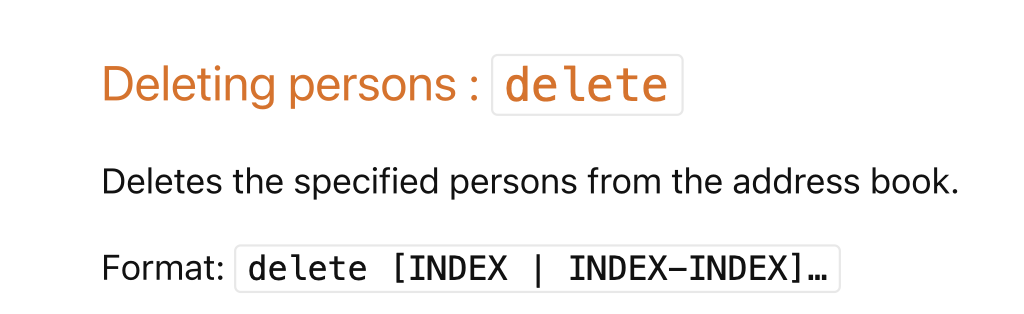 Deleting persons : delete
Deletes the specified persons from the address book.
Format: delete [INDEX | INDEX-INDEX]…